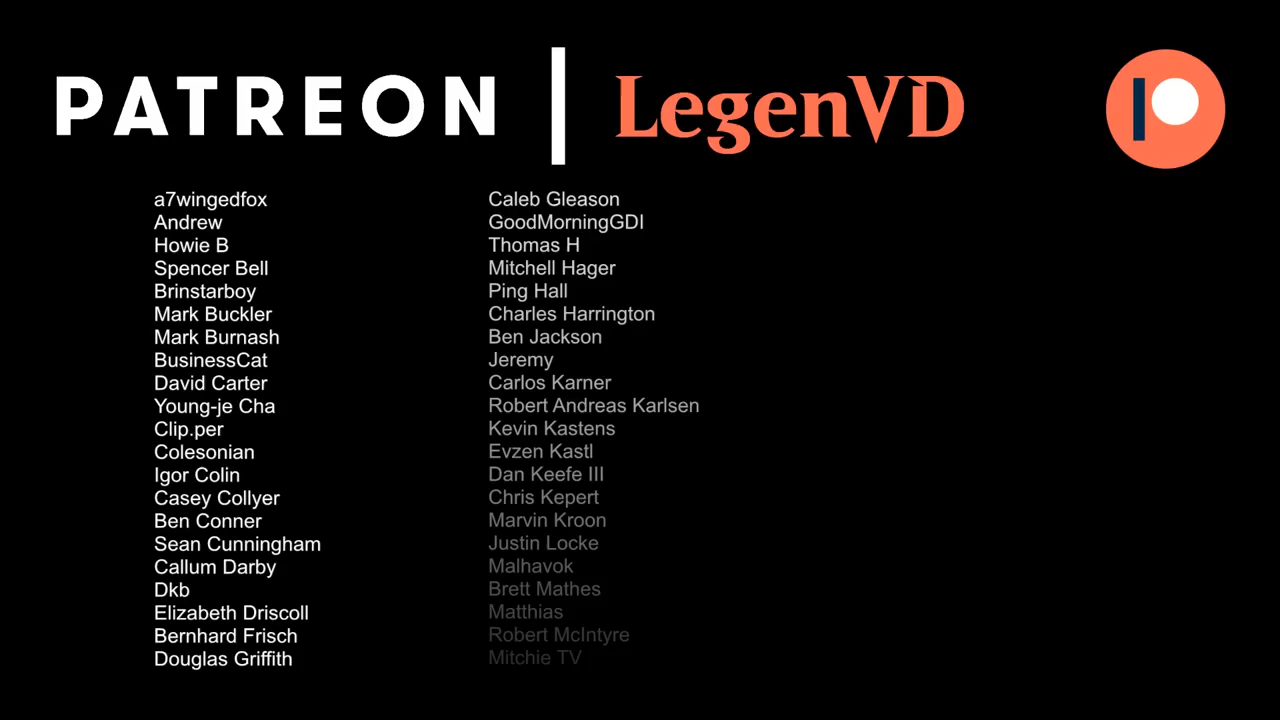 PATREON | LegenVD
a7wingedfox
Andrew
Howie B
Spencer Bell
Brinstarboy
Mark Buckler
Mark Burnash
BusinessCat
David Carter
Young-je Cha
Clip.per
Colesonian
Igor Colin
Casey Collyer
Ben Conner
Sean Cunningham
Callum Darby
Dkb
Elizabeth Driscoll
Bernhard Frisch
Douglas Griffith
Caleb Gleason
GoodMorningGDI
Thomas H
Mitchell Hager
Ping Hall
Charles Harrington
Ben Jackson
Jeremy
Carlos Karner
Robert Andreas Karlsen
Kevin Kastens
Evzen Kastl
Dan Keefe III
Chris Kepert
Marvin Kroon
Justin Locke
Malhavok
Brett Mathes
Matthias
Robert McIntyre
Mitchie TV